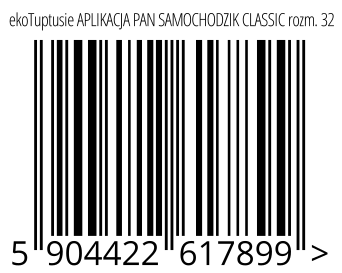 ekoTuptusie APLIKACJA PAN SAMOCHODZIK CLASSIC rozm. 32
5 904422 617899 >